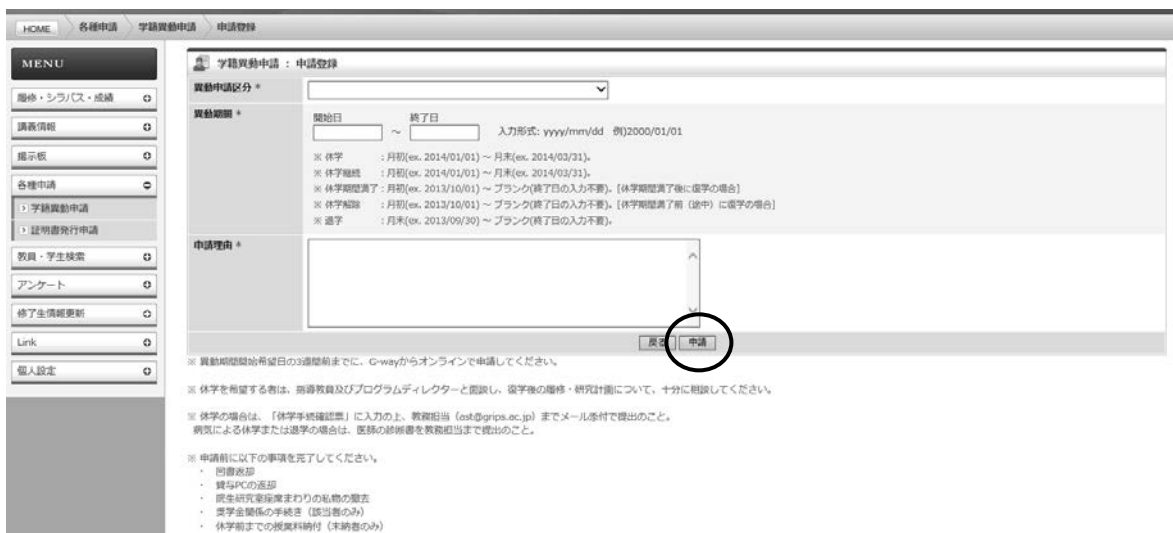 HOME 各種申請 学籍異動申請 申請登録
MENU
履修・シラバス・成績
講義情報
掲示板
各種申請
学籍異動申請
証明書発行申請
教員・学生検索
アンケート
修了生情報更新
Link
個人設定
学籍異動申請 : 申請登録
異動申請区分 *
異動期間 *
開始日 終了日
～ 入力形式: yyyy/mm/dd 例)2000/01/01
※ 休学 : 月初(ex. 2014/01/01) ～ 月末(ex. 2014/03/31)。
※ 休学継続 : 月初(ex. 2014/01/01) ～ 月末(ex. 2014/03/31)。
※ 休学期間満了 : 月初(ex. 2013/10/01) ～ ブランク(終了日の入力不要)。[休学期間満了後に復学の場合]
※ 休学解除 : 月初(ex. 2013/10/01) ～ ブランク(終了日の入力不要)。[休学期間満了前（途中）に復学の場合]
※ 退学 : 月末(ex. 2013/09/30) ～ ブランク(終了日の入力不要)。
申請理由 *
戻る 申請
※ 異動期間開始希望日の3週間前までに、G-wayからオンラインで申請してください。
※ 休学を希望する者は、指導教員及びプログラムディレクターと面談し、復学後の履修・研究計画について、十分に相談してください。
※ 休学の場合は、「休学手続確認票」に入力の上、教務担当（ast@grips.ac.jp）までメール添付で提出のこと。
病気による休学または退学の場合は、医師の診断書を教務担当まで提出のこと。
※ 申請前に以下の事項を完了してください。
・ 図書返却
・ 貸与PCの返却
・ 院生研究室座席まわりの私物の撤去
・ 奨学金関係の手続き（該当者のみ）
・ 休学前までの授業料納付（未納者のみ）